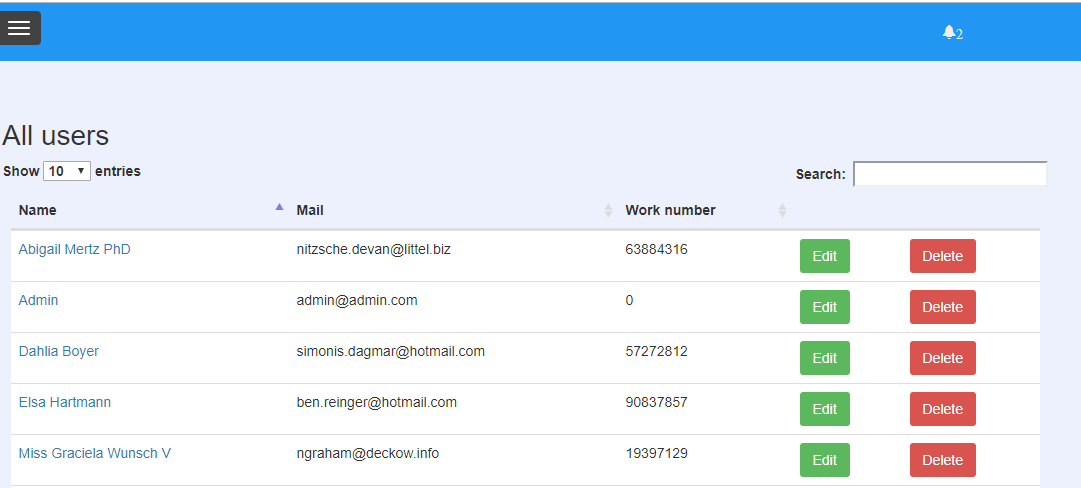 2
All users
Show 10 entries Search:
Name Mail Work number
Abigail Mertz PhD nitzsche.devan@littel.biz 63884316 Edit Delete
Admin admin@admin.com 0 Edit Delete
Dahlia Boyer simonis.dagmar@hotmail.com 57272812 Edit Delete
Elsa Hartmann ben.reinger@hotmail.com 90837857 Edit Delete
Miss Graciela Wunsch V ngraham@deckow.info 19397129 Edit Delete